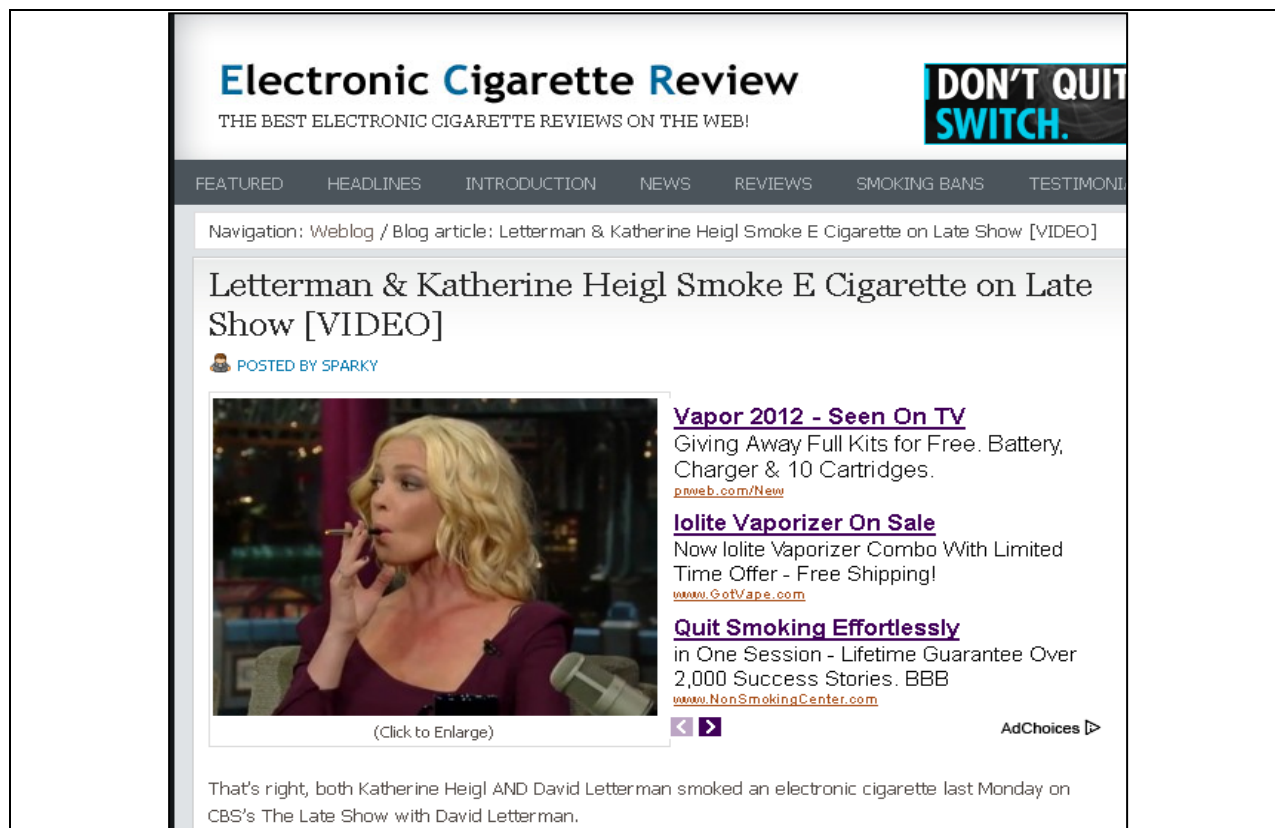 Electronic Cigarette Review
THE BEST ELECTRONIC CIGARETTE REVIEWS ON THE WEB!
DON'T QUIT
SWITCH.
FEATURED HEADLINES INTRODUCTION NEWS REVIEWS SMOKING BANS TESTIMONI
Navigation: Weblog / Blog article: Letterman & Katherine Heigl Smoke E Cigarette on Late Show [VIDEO]
Letterman & Katherine Heigl Smoke E Cigarette on Late
Show [VIDEO]
POSTED BY SPARKY
(Click to Enlarge)
Vapor 2012 - Seen On TV
Giving Away Full Kits for Free. Battery,
Charger & 10 Cartridges.
prweb.com/New
Iolite Vaporizer On Sale
Now Iolite Vaporizer Combo With Limited
Time Offer - Free Shipping!
www.GotVape.com
Quit Smoking Effortlessly
in One Session - Lifetime Guarantee Over
2,000 Success Stories. BBB
www.NonSmokingCenter.com
AdChoices
That's right, both Katherine Heigl AND David Letterman smoked an electronic cigarette last Monday on
CBS's The Late Show with David Letterman.